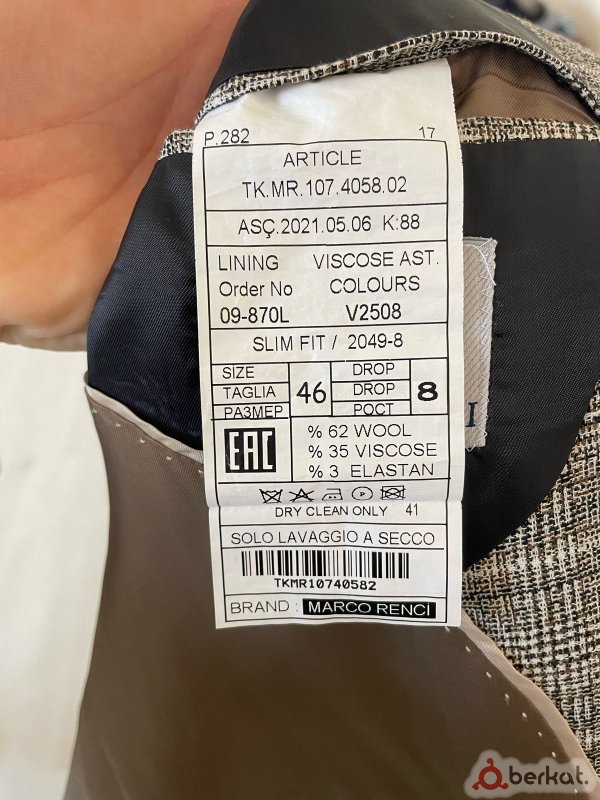 P.282 17
ARTICLE
TK.MR.107.4058.02
ASÇ.2021.05.06 K:88
LINING VISCOSE AST.
Order No COLOURS
09-870L V2508
SLIM FIT / 2049-8
SIZE DROP
TAGLIA 46 DROP 8
РАЗМЕР РОСТ
EAC
% 62 WOOL
% 35 VISCOSE
% 3 ELASTAN
DRY CLEAN ONLY 41
SOLO LAVAGGIO A SECCO
TKMR10740582
BRAND : MARCO RENCİ
I
berkat.